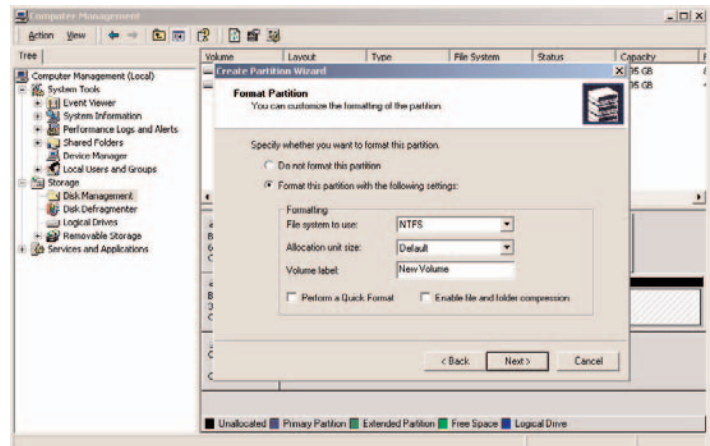 Computer Management
Action View
Tree
Volume Layout Type File System Status Capacity
Computer Management (Local)
System Tools
Event Viewer
System Information
Performance Logs and Alerts
Shared Folders
Device Manager
Local Users and Groups
Storage
Disk Management
Disk Defragmenter
Logical Drives
Removable Storage
Services and Applications
Create Partition Wizard
95 GB
95 GB
Format Partition
You can customize the formatting of the partition.
Specify whether you want to format this partition.
Do not format this partition
Format this partition with the following settings:
Formatting
File system to use: NTFS
Allocation unit size: Default
Volume label: New Volume
Perform a Quick Format Enable file and folder compression
< Back Next > Cancel
Unallocated Primary Partition Extended Partition Free Space Logical Drive